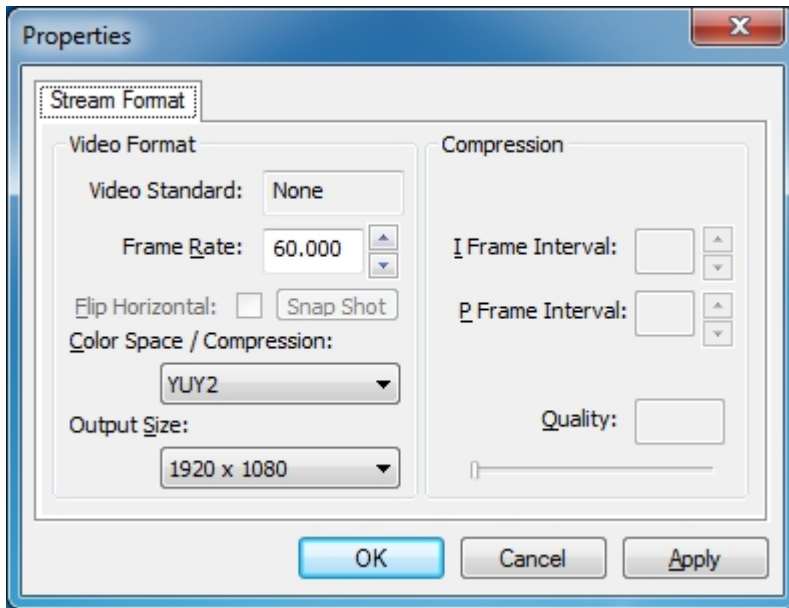 Properties
Stream Format
Video Format
Video Standard: None
Frame Rate: 60.000
Flip Horizontal: Snap Shot
Color Space / Compression:
YUY2
Output Size:
1920 x 1080
Compression
I Frame Interval:
P Frame Interval:
Quality:
OK Cancel Apply